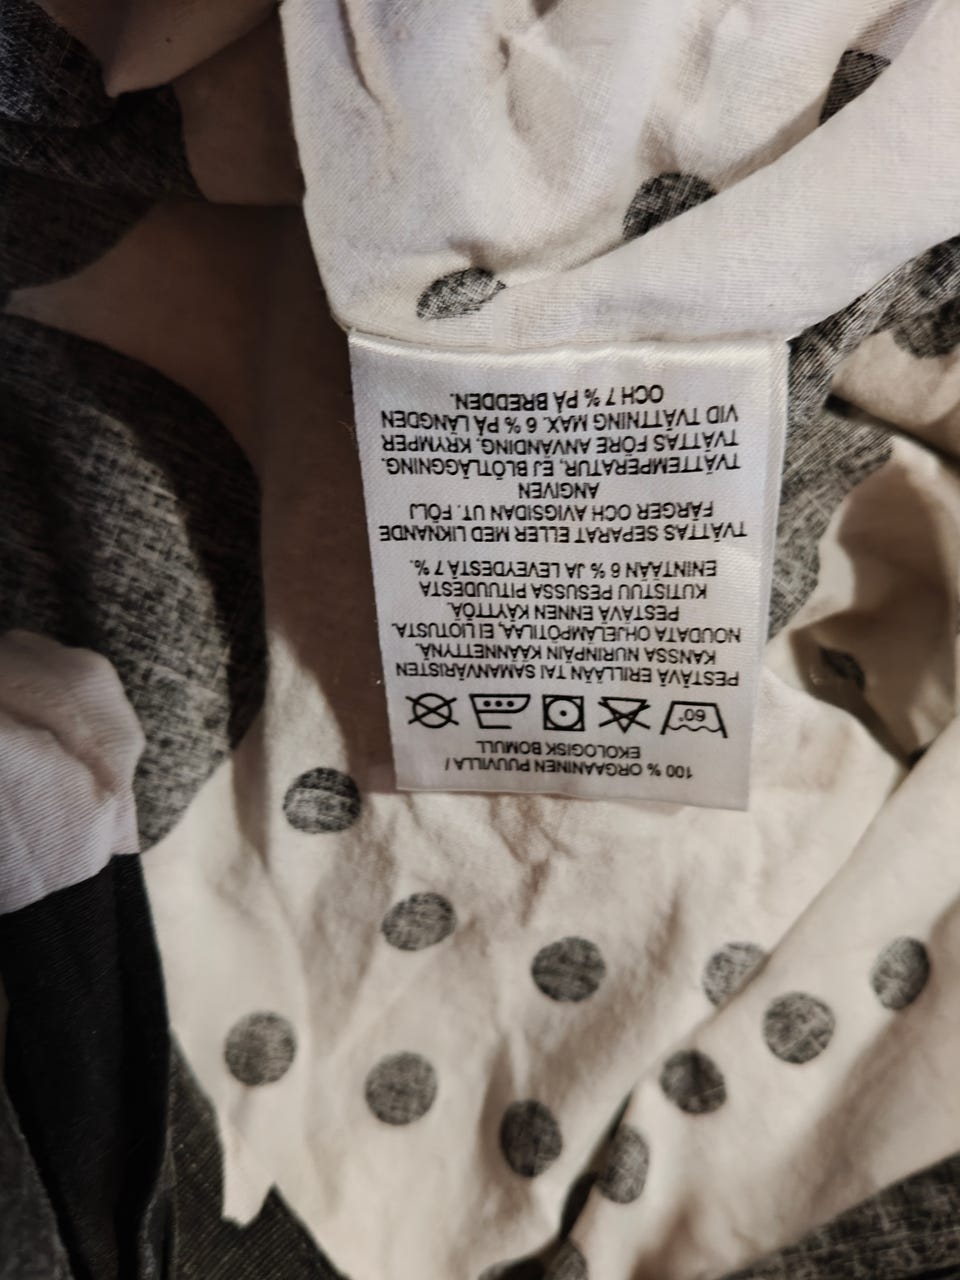 100 % ORGAANINEN PUUVILLA /
EKOLOGISK BOMULL
60°
PESTÄVÄ ERILLÄÄN TAI SAMANVÄRISTEN
KANSSA NURINPÄIN KÄÄNNETTYNÄ.
NOUDATA OHJELÄMPÖTILAA, EI LIOTUSTA.
PESTÄVÄ ENNEN KÄYTTÖÄ.
KUTISTUU PESUSSA PITUUDESTA
ENINTÄÄN 6 % JA LEVEYDESTÄ 7 %.
TVÄTTAS SEPARAT ELLER MED LIKNANDE
FÄRGER OCH AVIGSIDAN UT. FÖLJ
ANGIVEN
TVÄTTEMPERATUR, EJ BLÖTLÄGGNING.
TVÄTTAS FÖRE ANVÄNDING. KRYMPER
VID TVÄTTNING MAX. 6 % PÅ LÄNGDEN
OCH 7 % PÅ BREDDEN.